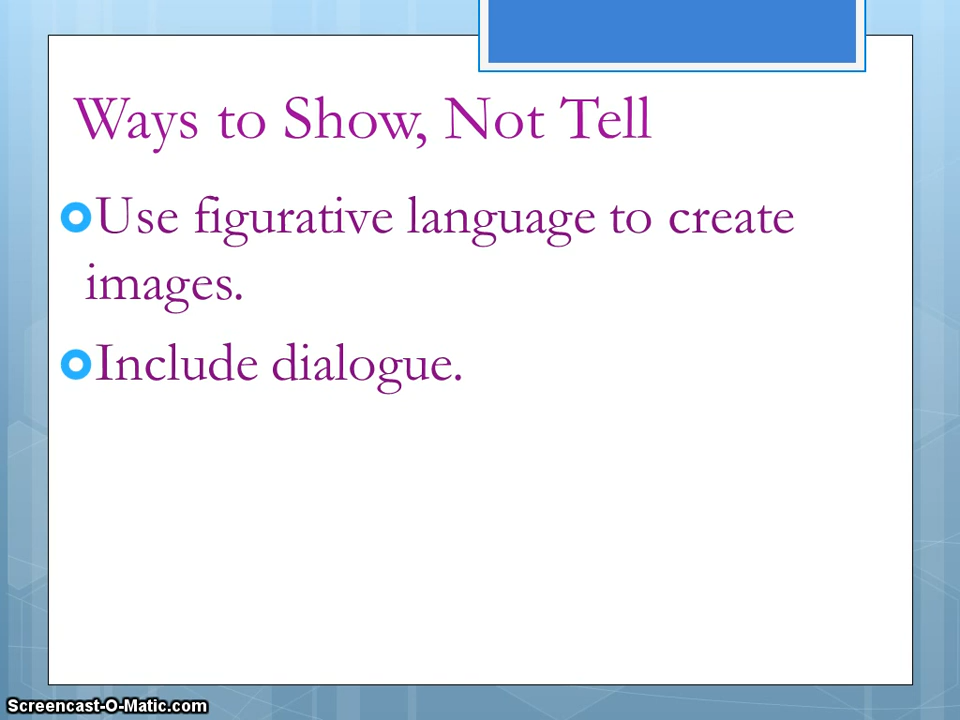 Ways to Show, Not Tell
Use figurative language to create
images.
Include dialogue.
Screencast-O-Matic.com